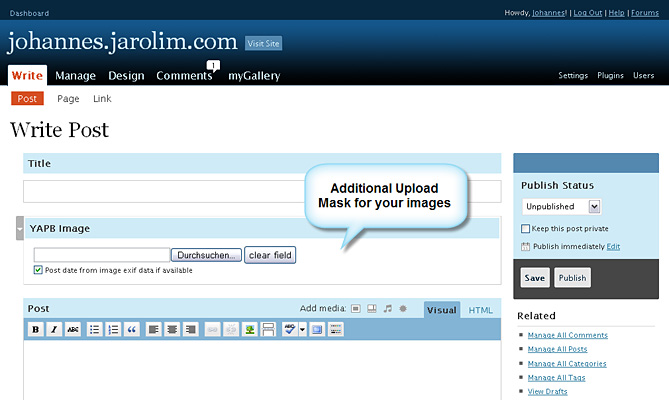 Dashboard
Howdy, Johannes! | Log Out | Help | Forums
johannes.jarolim.com
Visit Site
1
Write Manage Design Comments myGallery
Settings Plugins Users
Post Page Link
Write Post
Title
Additional Upload
Mask for your images
YAPB Image
Durchsuchen... clear field
Post date from image exif data if available
Publish Status
Unpublished
Keep this post private
Publish immediately Edit
Save Publish
Post
Add media:
Visual HTML
B I ABC
ABC
Related
Manage All Comments
Manage All Posts
Manage All Categories
Manage All Tags
View Drafts